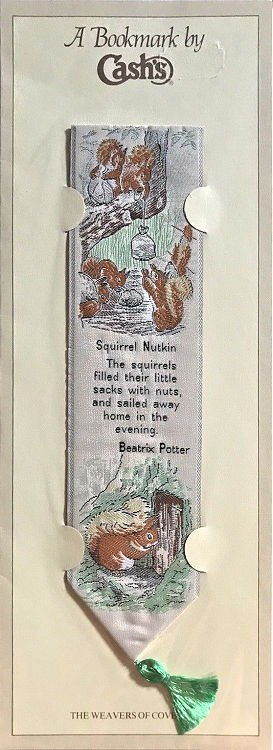 A Bookmark by
Cash's
Squirrel Nutkin
The squirrels
filled their little
sacks with nuts,
and sailed away
home in the
evening.
Beatrix Potter
THE WEAVERS OF